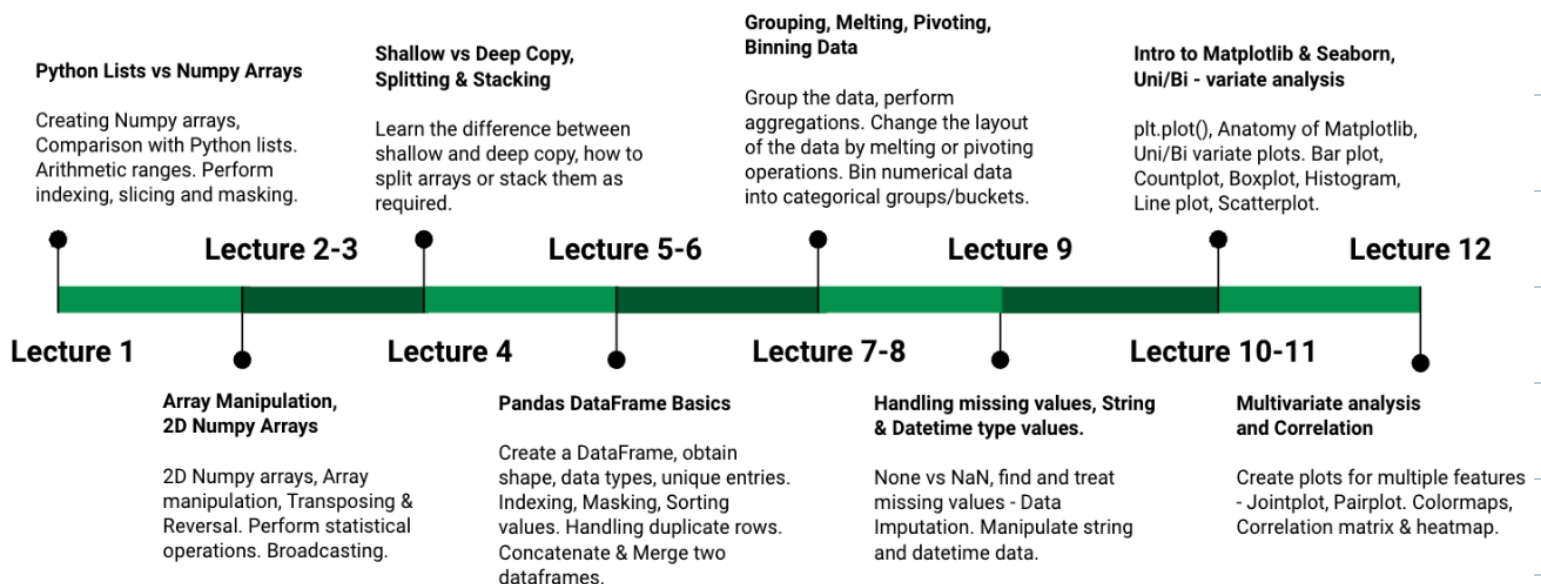 Python Lists vs Numpy Arrays
Creating Numpy arrays,
Comparison with Python lists.
Arithmetic ranges. Perform
indexing, slicing and masking.
Lecture 1
Array Manipulation,
2D Numpy Arrays
2D Numpy arrays, Array
manipulation, Transposing &
Reversal. Perform statistical
operations. Broadcasting.
Lecture 2-3
Shallow vs Deep Copy,
Splitting & Stacking
Learn the difference between
shallow and deep copy, how to
split arrays or stack them as
required.
Lecture 4
Pandas DataFrame Basics
Create a DataFrame, obtain
shape, data types, unique entries.
Indexing, Masking, Sorting
values. Handling duplicate rows.
Concatenate & Merge two
dataframes.
Lecture 5-6
Grouping, Melting, Pivoting,
Binning Data
Group the data, perform
aggregations. Change the layout
of the data by melting or pivoting
operations. Bin numerical data
into categorical groups/buckets.
Lecture 7-8
Handling missing values, String
& Datetime type values.
None vs NaN, find and treat
missing values - Data
Imputation. Manipulate string
and datetime data.
Lecture 9
Intro to Matplotlib & Seaborn,
Uni/Bi - variate analysis
plt.plot(), Anatomy of Matplotlib,
Uni/Bi variate plots. Bar plot,
Countplot, Boxplot, Histogram,
Line plot, Scatterplot.
Lecture 10-11
Multivariate analysis
and Correlation
Create plots for multiple features
- Jointplot, Pairplot. Colormaps,
Correlation matrix & heatmap.
Lecture 12